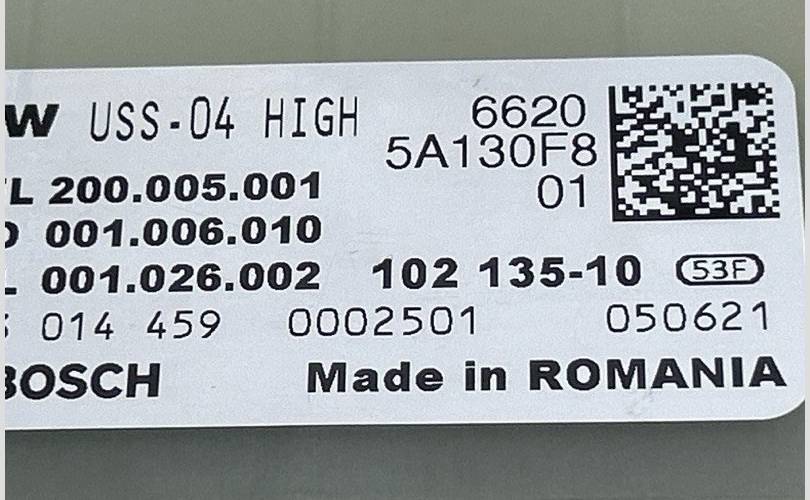 W USS-04 HIGH 6620
5A130F8
L 200.005.001 01
001.006.010
001.026.002 102 135-10 53F
014 459 0002501 050621
BOSCH Made in ROMANIA